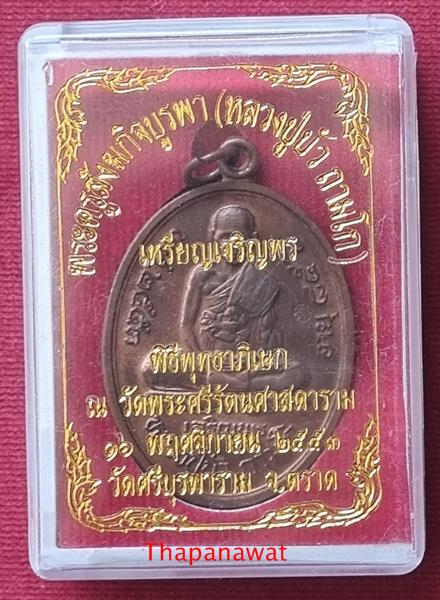 พระครูสังฆกิจบูรพา (หลวงปู่บัว ถามโก)
เหรียญเจริญพร
พิธีพุทธาภิเษก
ณ วัดพระศรีรัตนศาสดาราม
๑๖ พฤศจิกายน ๒๕๕๓
วัดศรีบูรพาราม จ.ตราด
Thapanawat